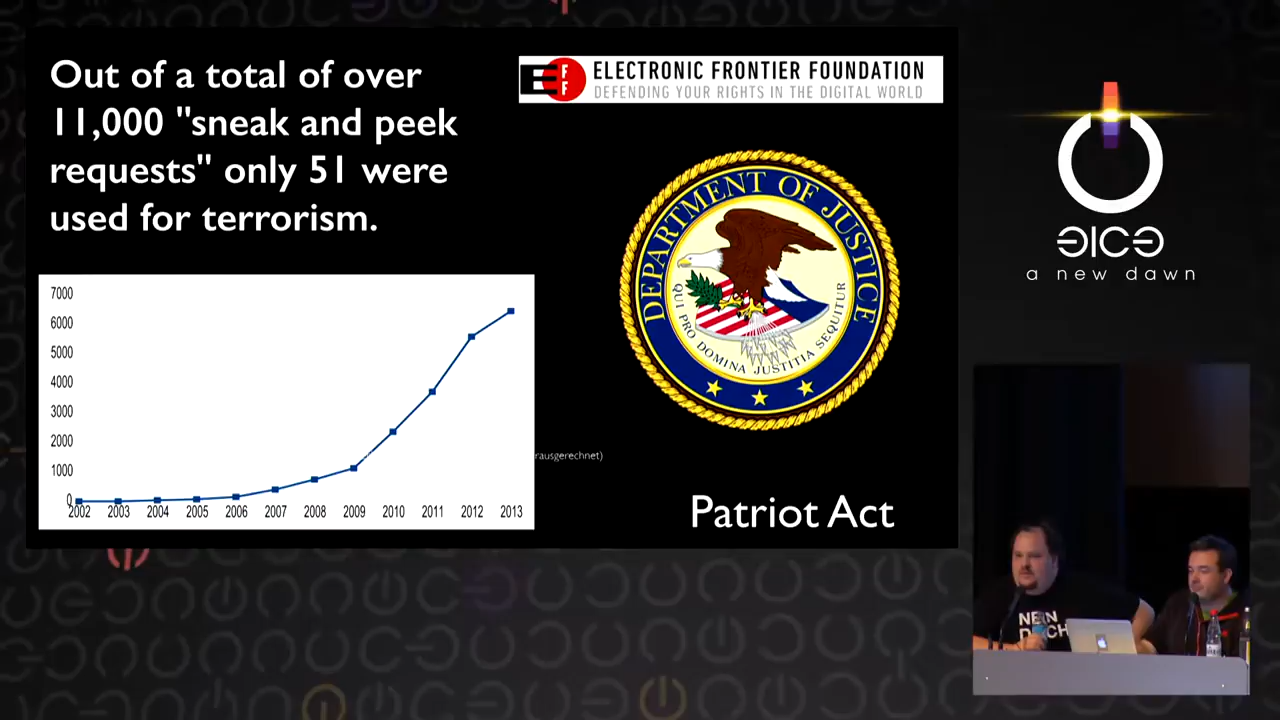 Out of a total of over
11,000 "sneak and peek
requests" only 51 were
used for terrorism.
EFF
ELECTRONIC FRONTIER FOUNDATION
DEFENDING YOUR RIGHTS IN THE DIGITAL WORLD
DEPARTMENT OF JUSTICE
QUI PRO DOMINA JUSTITIA SEQUITUR
7000
6000
5000
4000
3000
2000
1000
0
2002 2003 2004 2005 2006 2007 2008 2009 2010 2011 2012 2013
rausgerechnet)
Patriot Act
a new dawn
NEIN
DOCH